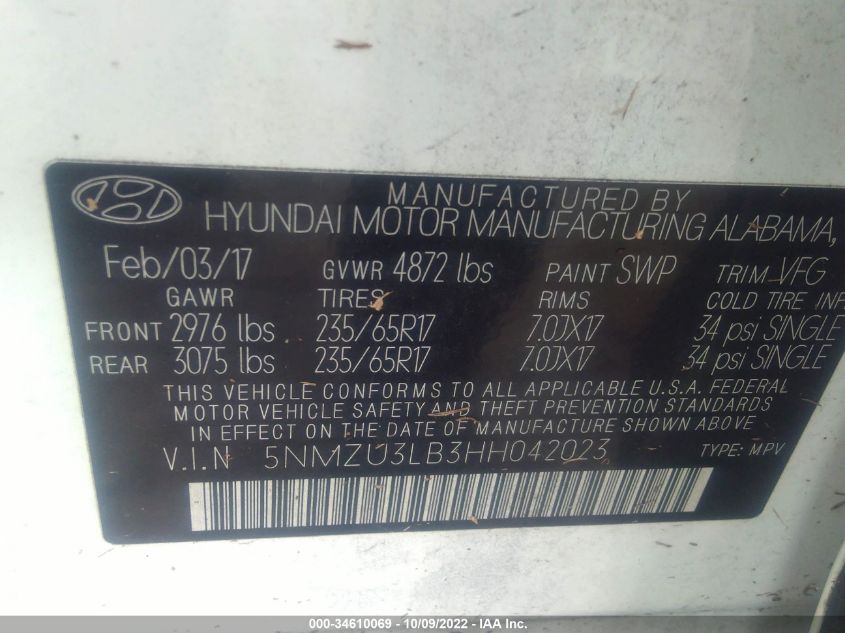 MANUFACTURED BY
HYUNDAI MOTOR MANUFACTURING ALABAMA,
Feb/03/17 GVWR 4872 lbs PAINT SWP TRIM VFG
GAWR TIRES RIMS COLD TIRE INF
FRONT 2976 lbs 235/65R17 7.0JX17 34 psi SINGLE
REAR 3075 lbs 235/65R17 7.0JX17 34 psi SINGLE
THIS VEHICLE CONFORMS TO ALL APPLICABLE U.S.A. FEDERAL
MOTOR VEHICLE SAFETY AND THEFT PREVENTION STANDARDS
IN EFFECT ON THE DATE OF MANUFACTURE SHOWN ABOVE
V.I.N 5NMZU3LB3HH042023 TYPE: MPV
000-34610069 - 10/09/2022 - IAA Inc.